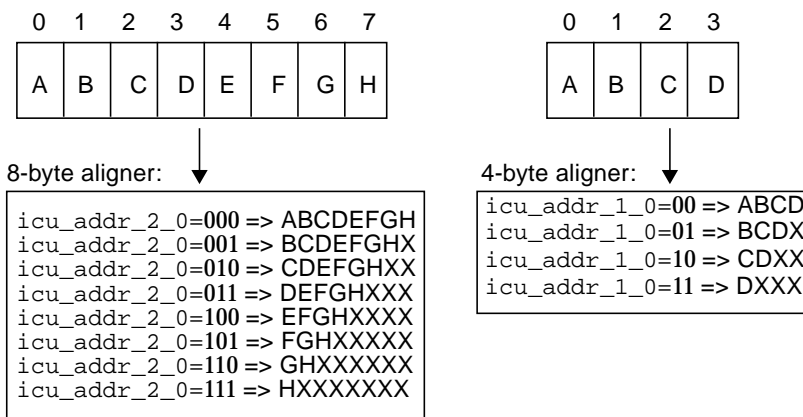 0 1 2 3 4 5 6 7
A B C D E F G H
8-byte aligner:
icu_addr_2_0=000 => ABCDEFGH
icu_addr_2_0=001 => BCDEFGHX
icu_addr_2_0=010 => CDEFGHXX
icu_addr_2_0=011 => DEFGHXXX
icu_addr_2_0=100 => EFGHXXXX
icu_addr_2_0=101 => FGHXXXXX
icu_addr_2_0=110 => GHXXXXXX
icu_addr_2_0=111 => HXXXXXXX
0 1 2 3
A B C D
4-byte aligner:
icu_addr_1_0=00 => ABCD
icu_addr_1_0=01 => BCDX
icu_addr_1_0=10 => CDXX
icu_addr_1_0=11 => DXXX